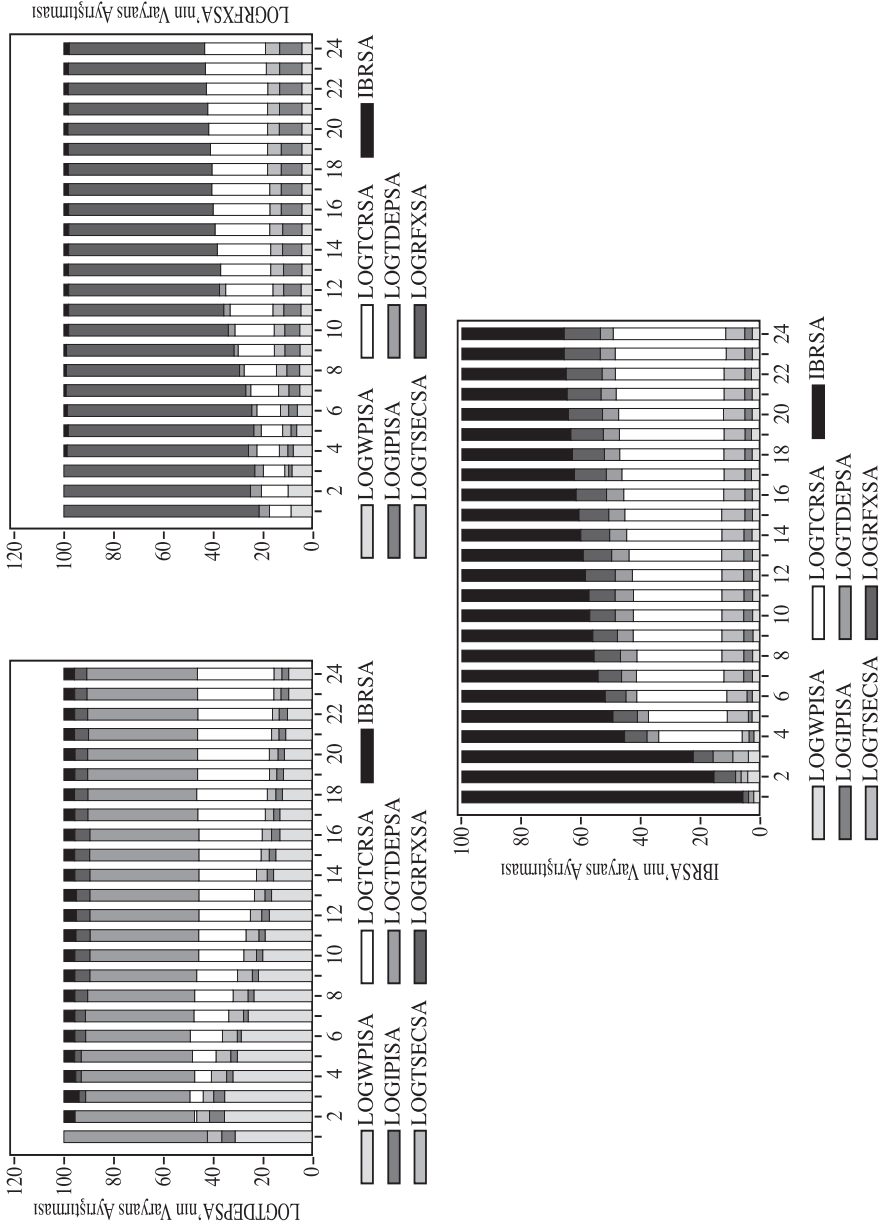 LOGTDEPSA'nın Varyans Ayrıştırması
120
100
80
60
40
20
0
2 4 6 8 10 12 14 16 18 20 22 24
LOGWPISA LOGTCRSA IBRSA
LOGIPISA LOGTDEPSA
LOGTSECSA LOGRFXSA
LOGRFXSA'nın Varyans Ayrıştırması
120
100
80
60
40
20
0
2 4 6 8 10 12 14 16 18 20 22 24
LOGWPISA LOGTCRSA IBRSA
LOGIPISA LOGTDEPSA
LOGTSECSA LOGRFXSA
IBRSA'nın Varyans Ayrıştırması
100
80
60
40
20
0
2 4 6 8 10 12 14 16 18 20 22 24
LOGWPISA LOGTCRSA IBRSA
LOGIPISA LOGTDEPSA
LOGTSECSA LOGRFXSA